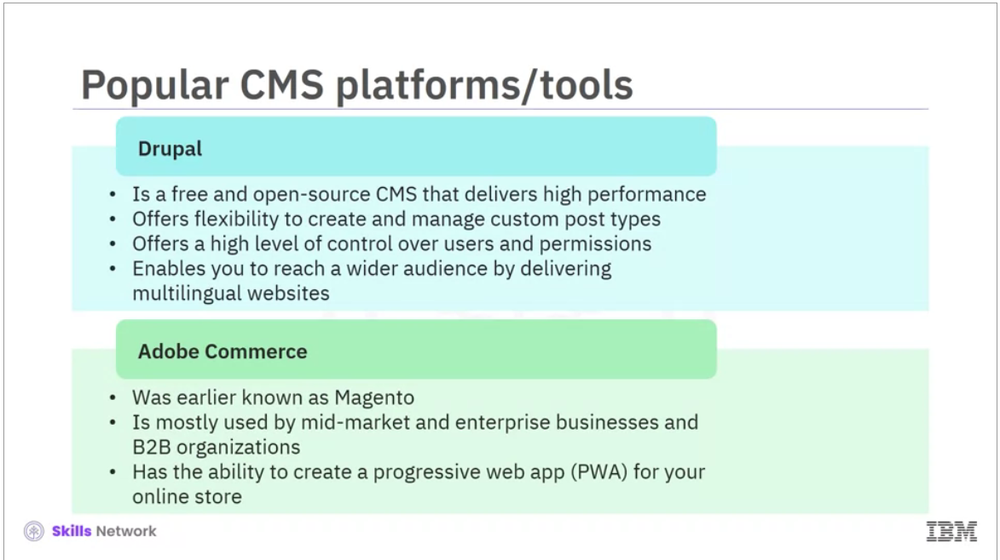 Popular CMS platforms/tools
Drupal
• Is a free and open-source CMS that delivers high performance
• Offers flexibility to create and manage custom post types
• Offers a high level of control over users and permissions
• Enables you to reach a wider audience by delivering
multilingual websites
Adobe Commerce
• Was earlier known as Magento
• Is mostly used by mid-market and enterprise businesses and
B2B organizations
• Has the ability to create a progressive web app (PWA) for your
online store
Skills Network
IBM